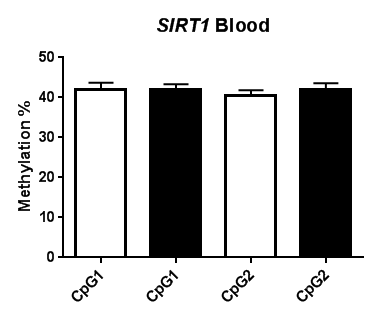 SIRT1 Blood
Methylation %
50
40
30
20
10
0
CpG1
CpG1
CpG2
CpG2